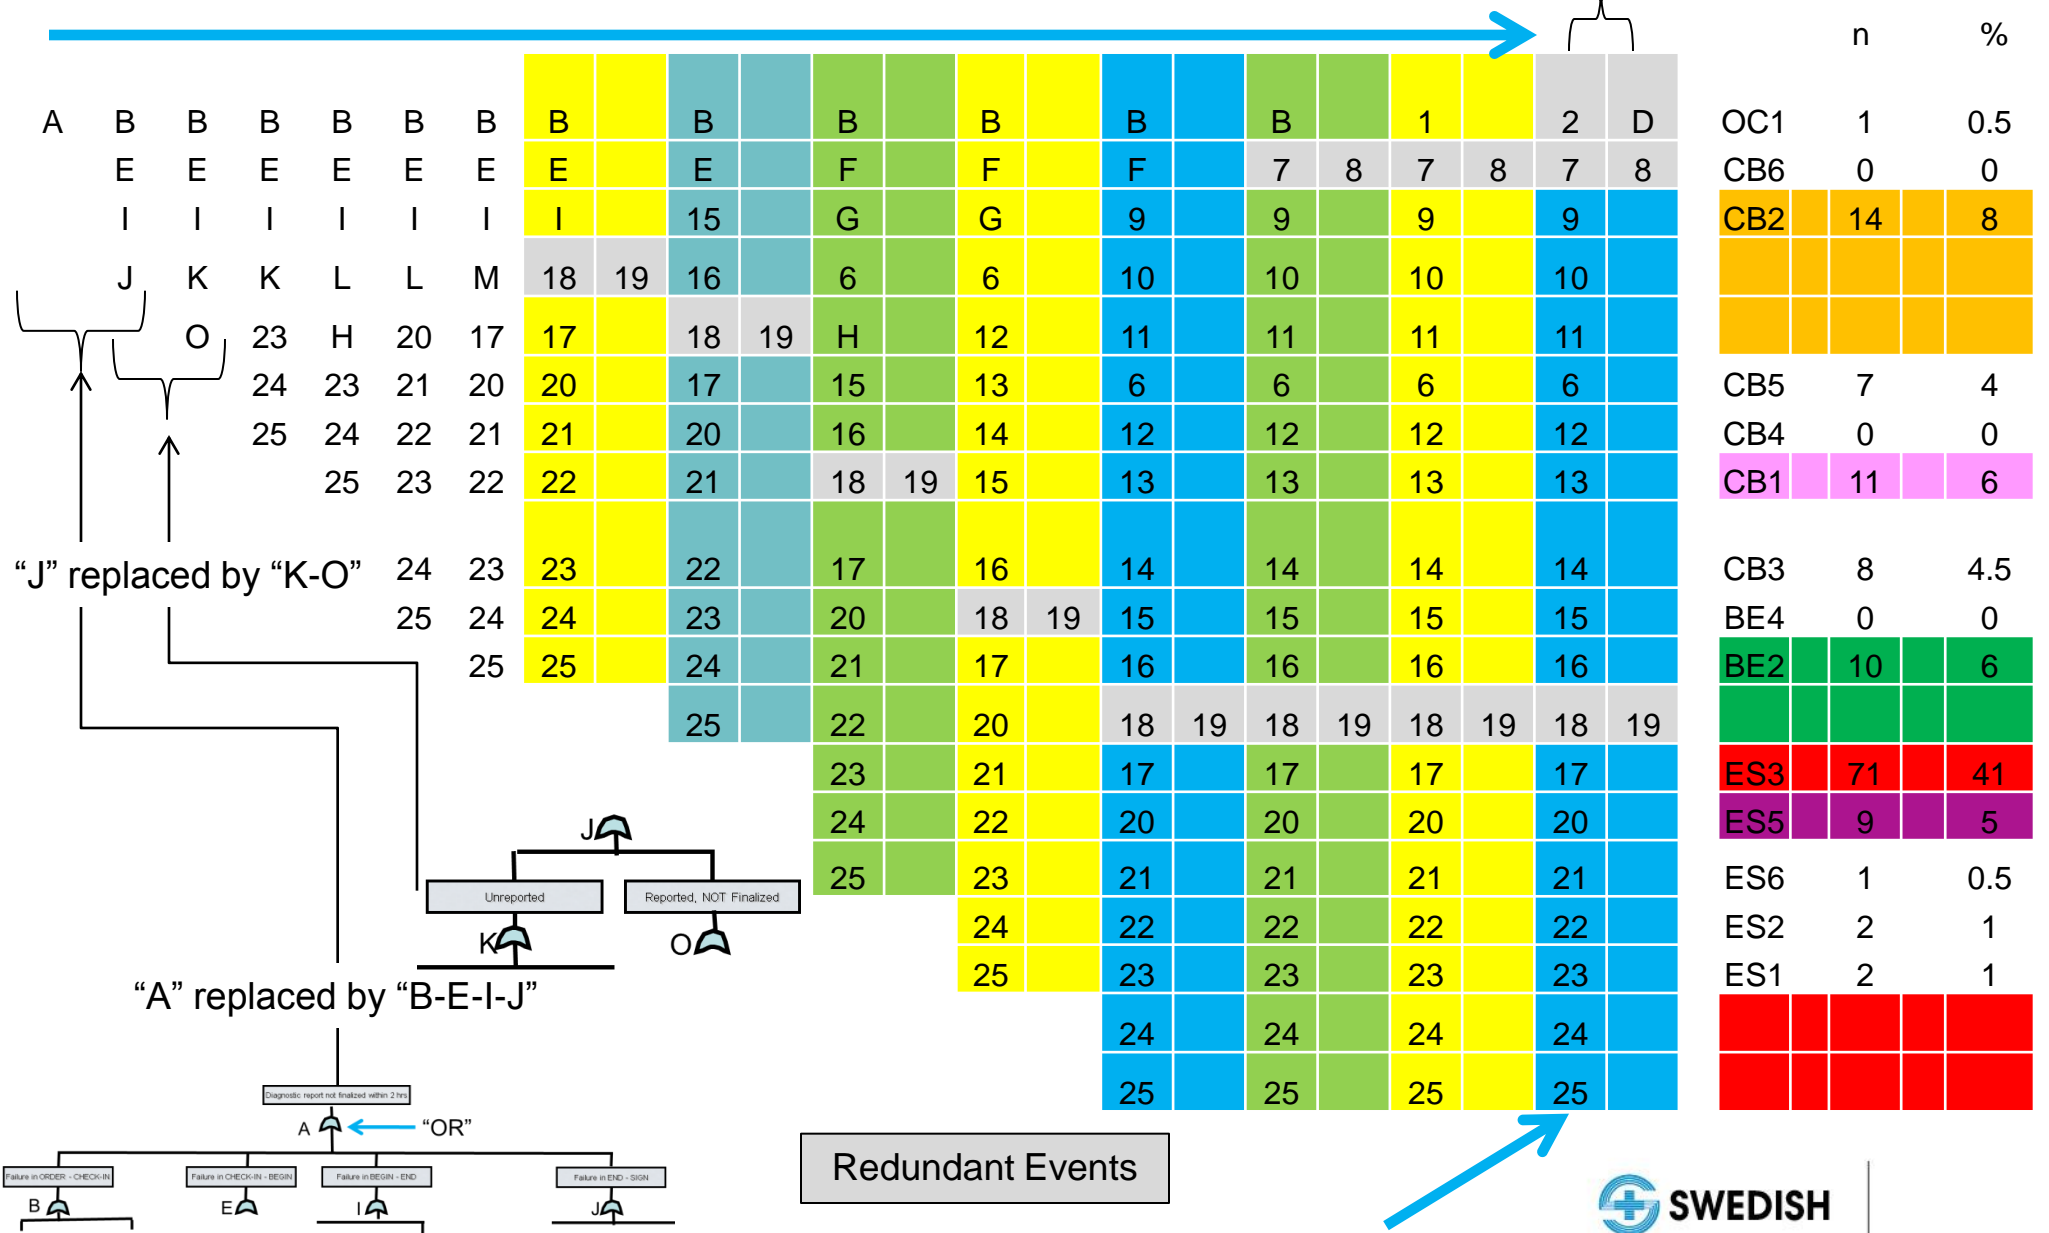 n %
A B B B B B B B B B B B B 1 2 D OC1 1 0.5
E E E E E E E E F F F 7 8 7 8 7 8 CB6 0 0
I I I I I I I 15 G G 9 9 9 9 CB2 14 8
J K K L L M 18 19 16 6 6 10 10 10 10
O 23 H 20 17 17 18 19 H 12 11 11 11 11
24 23 21 20 20 17 15 13 6 6 6 6 CB5 7 4
25 24 22 21 21 20 16 14 12 12 12 12 CB4 0 0
25 23 22 22 21 18 19 15 13 13 13 13 CB1 11 6
“J” replaced by “K-O” 24 23 23 22 17 16 14 14 14 14 CB3 8 4.5
25 24 24 23 20 18 19 15 15 15 15 BE4 0 0
25 25 24 21 17 16 16 16 16 BE2 10 6
25 22 20 18 19 18 19 18 19 18 19
23 21 17 17 17 17 ES3 71 41
J 24 22 20 20 20 20 ES5 9 5
Unreported Reported, NOT Finalized 25 23 21 21 21 21 ES6 1 0.5
K O 24 22 22 22 22 ES2 2 1
25 23 23 23 23 ES1 2 1
“A” replaced by “B-E-I-J”
24 24 24 24
Diagnostic report not finalized within 2 hrs 25 25 25 25
A “OR”
Failure in ORDER - CHECK-IN Failure in CHECK-IN - BEGIN Failure in BEGIN - END Failure in END - SIGN
B E I J
Redundant Events
SWEDISH